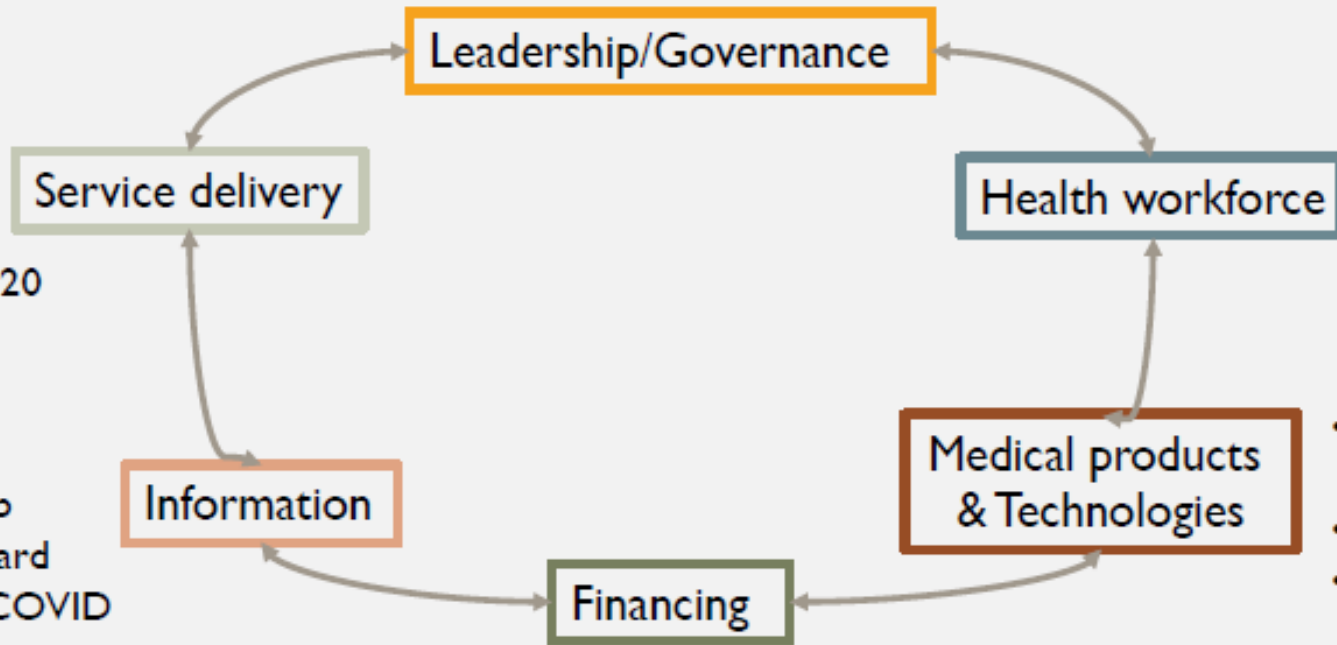 Leadership/Governance
Service delivery
Health workforce
20
Medical products
& Technologies
Information
ard
COVID
Financing